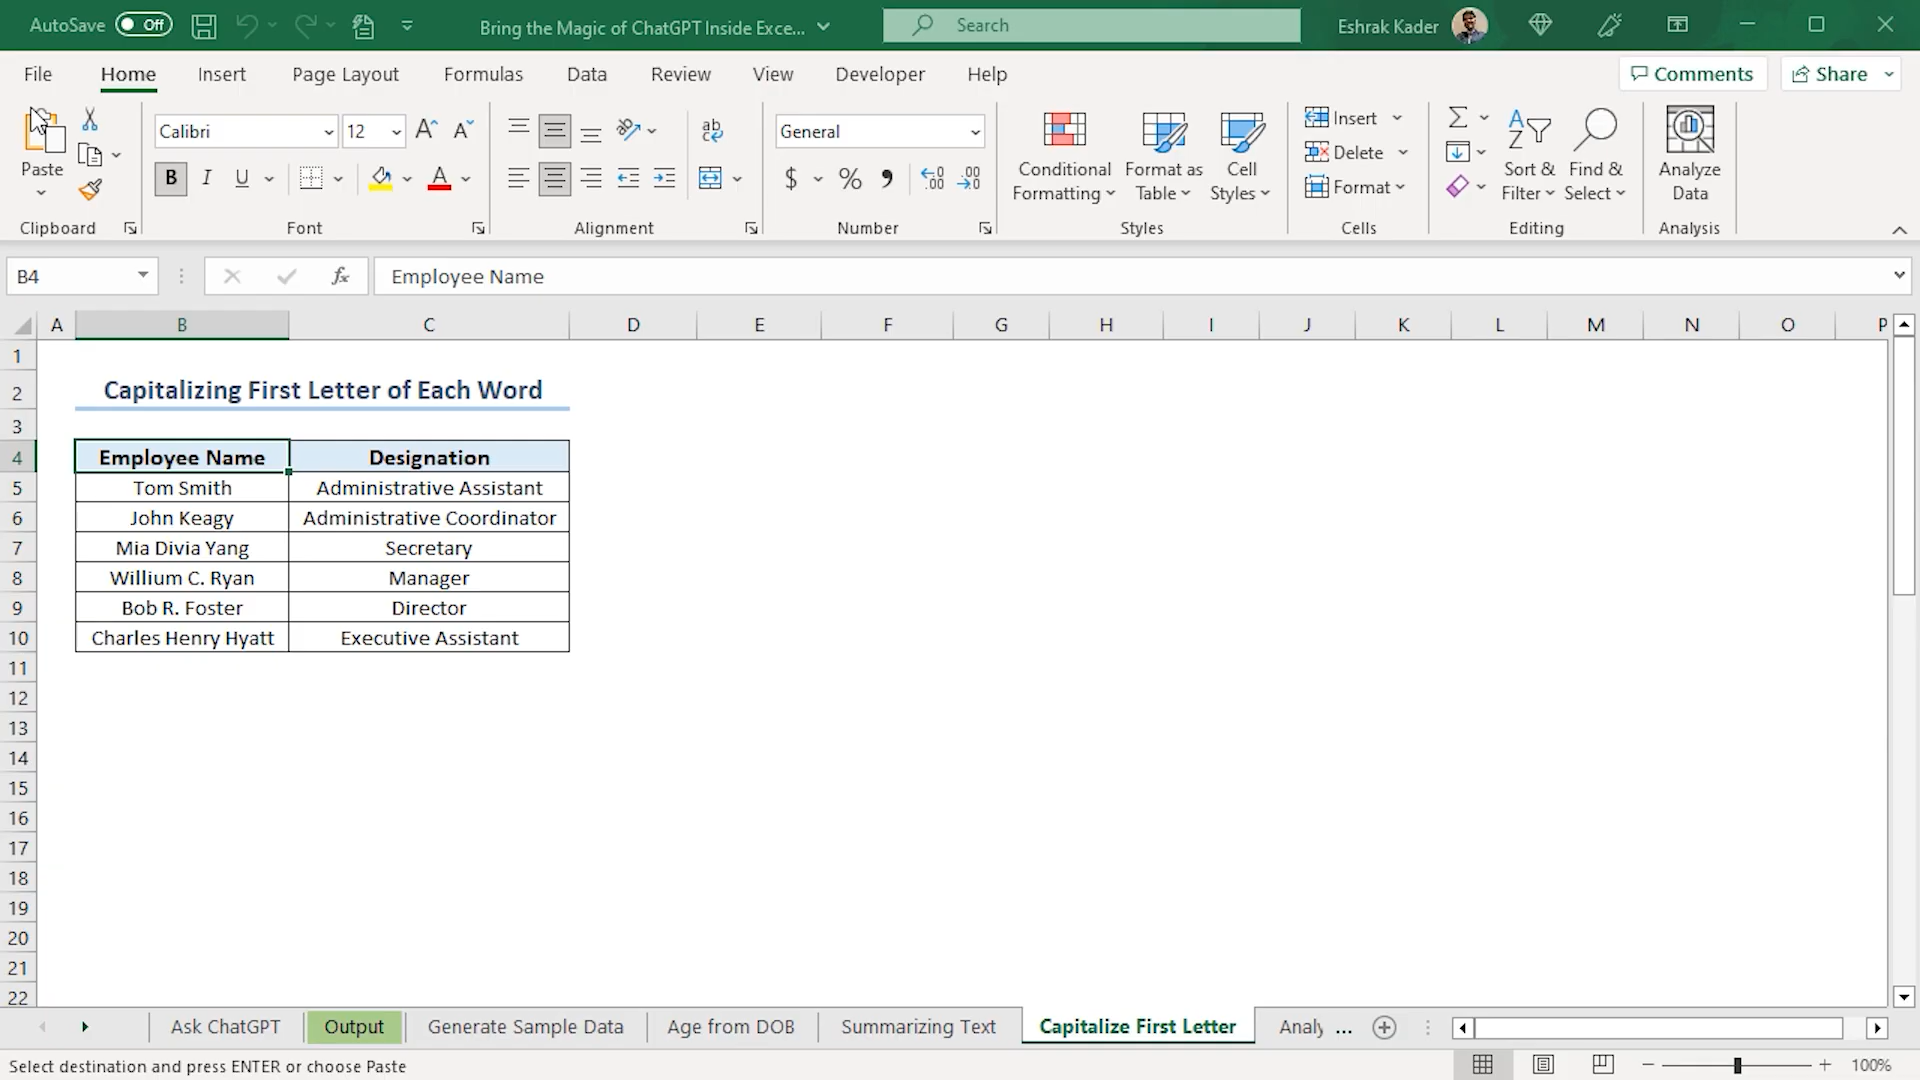 AutoSave Off Bring the Magic of ChatGPT Inside Exce... Search Eshrak Kader
File Home Insert Page Layout Formulas Data Review View Developer Help Comments Share
Paste
Clipboard
Calibri 12
B I U
Font
ab
Alignment
General
$ % 9 .00 .00
Number
Conditional Formatting
Format as Table
Cell Styles
Styles
Insert
Delete
Format
Cells
Sort & Filter
Find & Select
Editing
Analyze Data
Analysis
B4 fx Employee Name
A B C D E F G H I J K L M N O P
1
2 Capitalizing First Letter of Each Word
3
4 Employee Name Designation
5 Tom Smith Administrative Assistant
6 John Keagy Administrative Coordinator
7 Mia Divia Yang Secretary
8 Willium C. Ryan Manager
9 Bob R. Foster Director
10 Charles Henry Hyatt Executive Assistant
11
12
13
14
15
16
17
18
19
20
21
22
Ask ChatGPT Output Generate Sample Data Age from DOB Summarizing Text Capitalize First Letter Analy ...
Select destination and press ENTER or choose Paste 100%